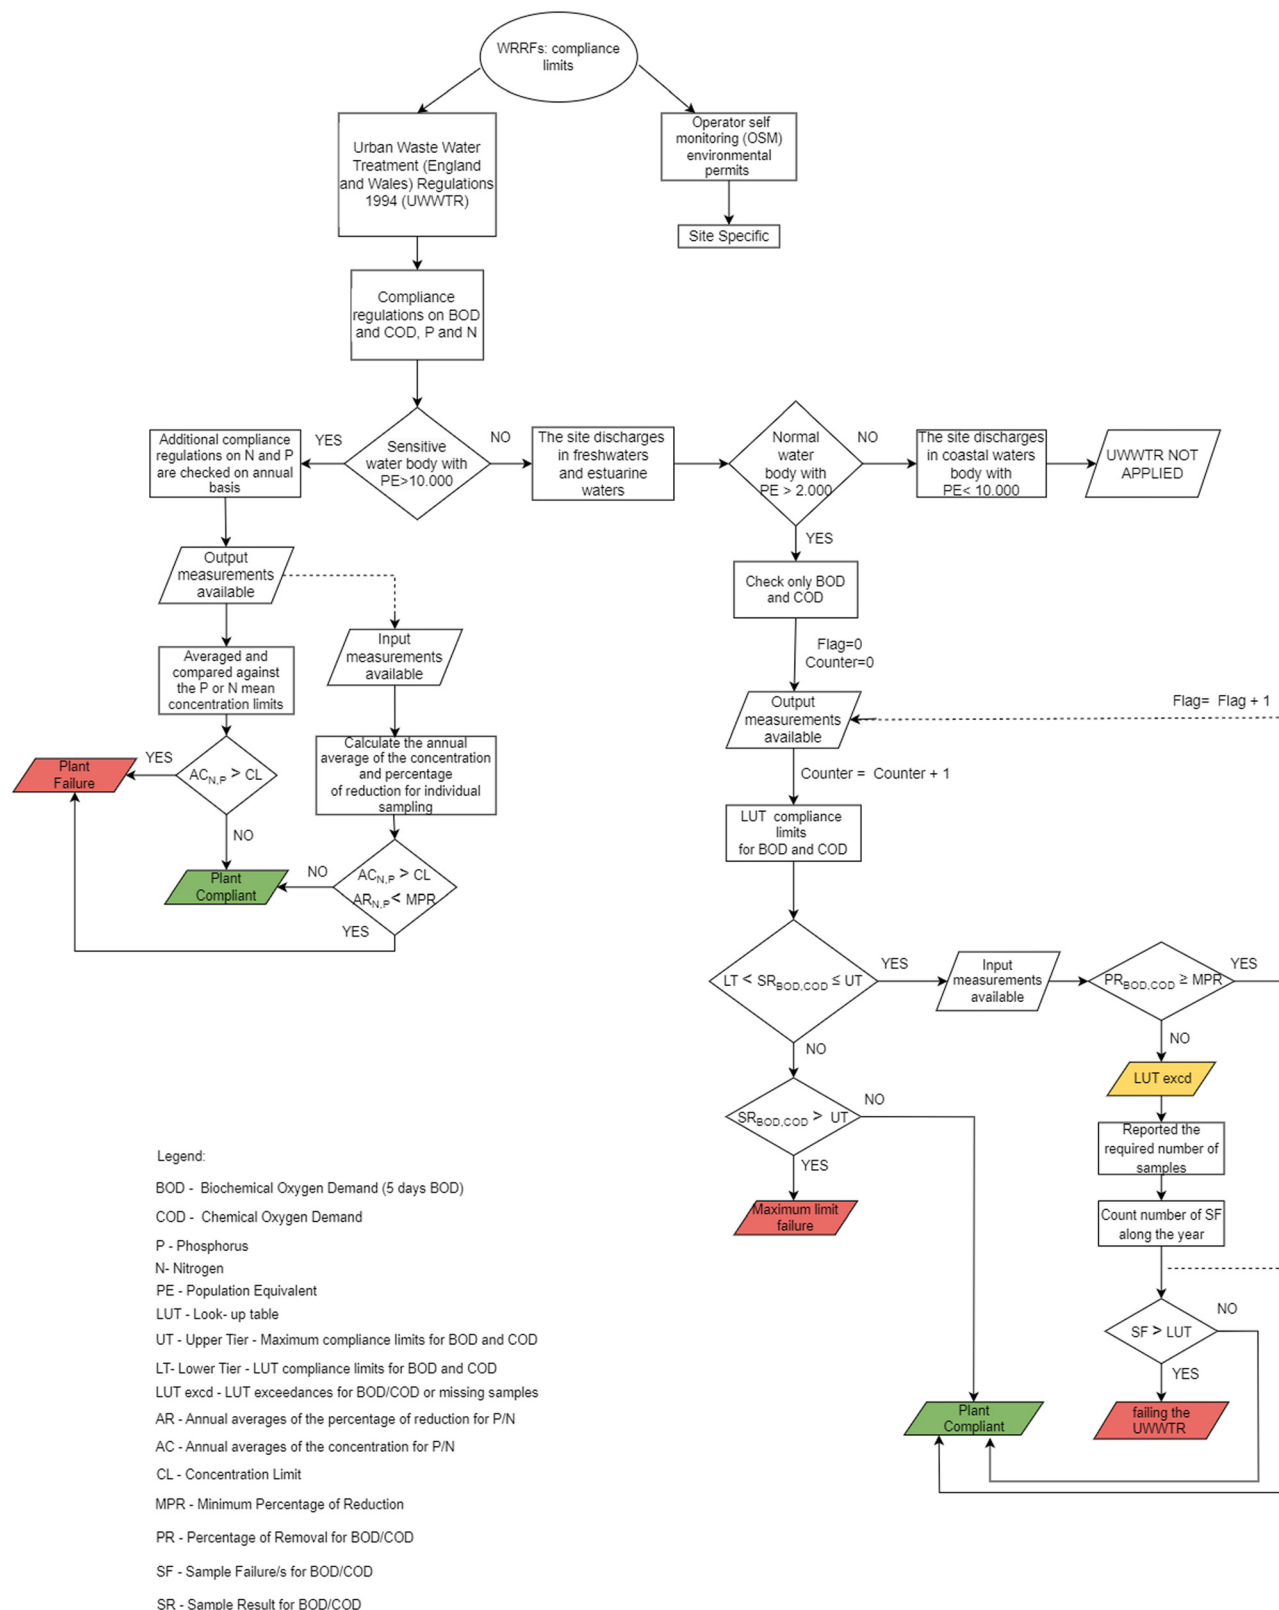 WRRFs: compliance
limits
Urban Waste Water
Treatment (England
and Wales) Regulations
1994 (UWWTR)
Operator self
monitoring (OSM)
environmental
permits
Site Specific
Compliance
regulations on BOD
and COD, P and N
Additional compliance
regulations on N and P
are checked on annual
basis
YES
Sensitive
water body with
PE>10.000
NO
The site discharges
in freshwaters
and estuarine
waters
Normal
water
body with
PE > 2.000
NO
The site discharges
in coastal waters
body with
PE< 10.000
UWWTR NOT
APPLIED
YES
Output
measurements
available
Input
measurements
available
Check only BOD
and COD
Flag=0
Counter=0
Averaged and
compared against
the P or N mean
concentration limits
Output
measurements
available
Flag= Flag + 1
Plant
Failure
YES
AC N,P > CL
Calculate the annual
average of the concentration
and percentage
of reduction for individual
sampling
Counter = Counter + 1
NO
LUT compliance
limits
for BOD and COD
Plant
Compliant
NO
AC N,P > CL
AR N,P < MPR
YES
LT < SR BOD,COD ≤ UT
YES
Input
measurements
available
PR BOD,COD ≥ MPR
YES
NO
NO
LUT excd
SR BOD,COD > UT
NO
Reported the
required number of
samples
YES
Maximum limit
failure
Count number of SF
along the year
SF > LUT
NO
YES
Plant
Compliant
failing the
UWWTR
Legend:
BOD - Biochemical Oxygen Demand (5 days BOD)
COD - Chemical Oxygen Demand
P - Phosphorus
N- Nitrogen
PE - Population Equivalent
LUT - Look- up table
UT - Upper Tier - Maximum compliance limits for BOD and COD
LT- Lower Tier - LUT compliance limits for BOD and COD
LUT excd - LUT exceedances for BOD/COD or missing samples
AR - Annual averages of the percentage of reduction for P/N
AC - Annual averages of the concentration for P/N
CL - Concentration Limit
MPR - Minimum Percentage of Reduction
PR - Percentage of Removal for BOD/COD
SF - Sample Failure/s for BOD/COD
SR - Sample Result for BOD/COD